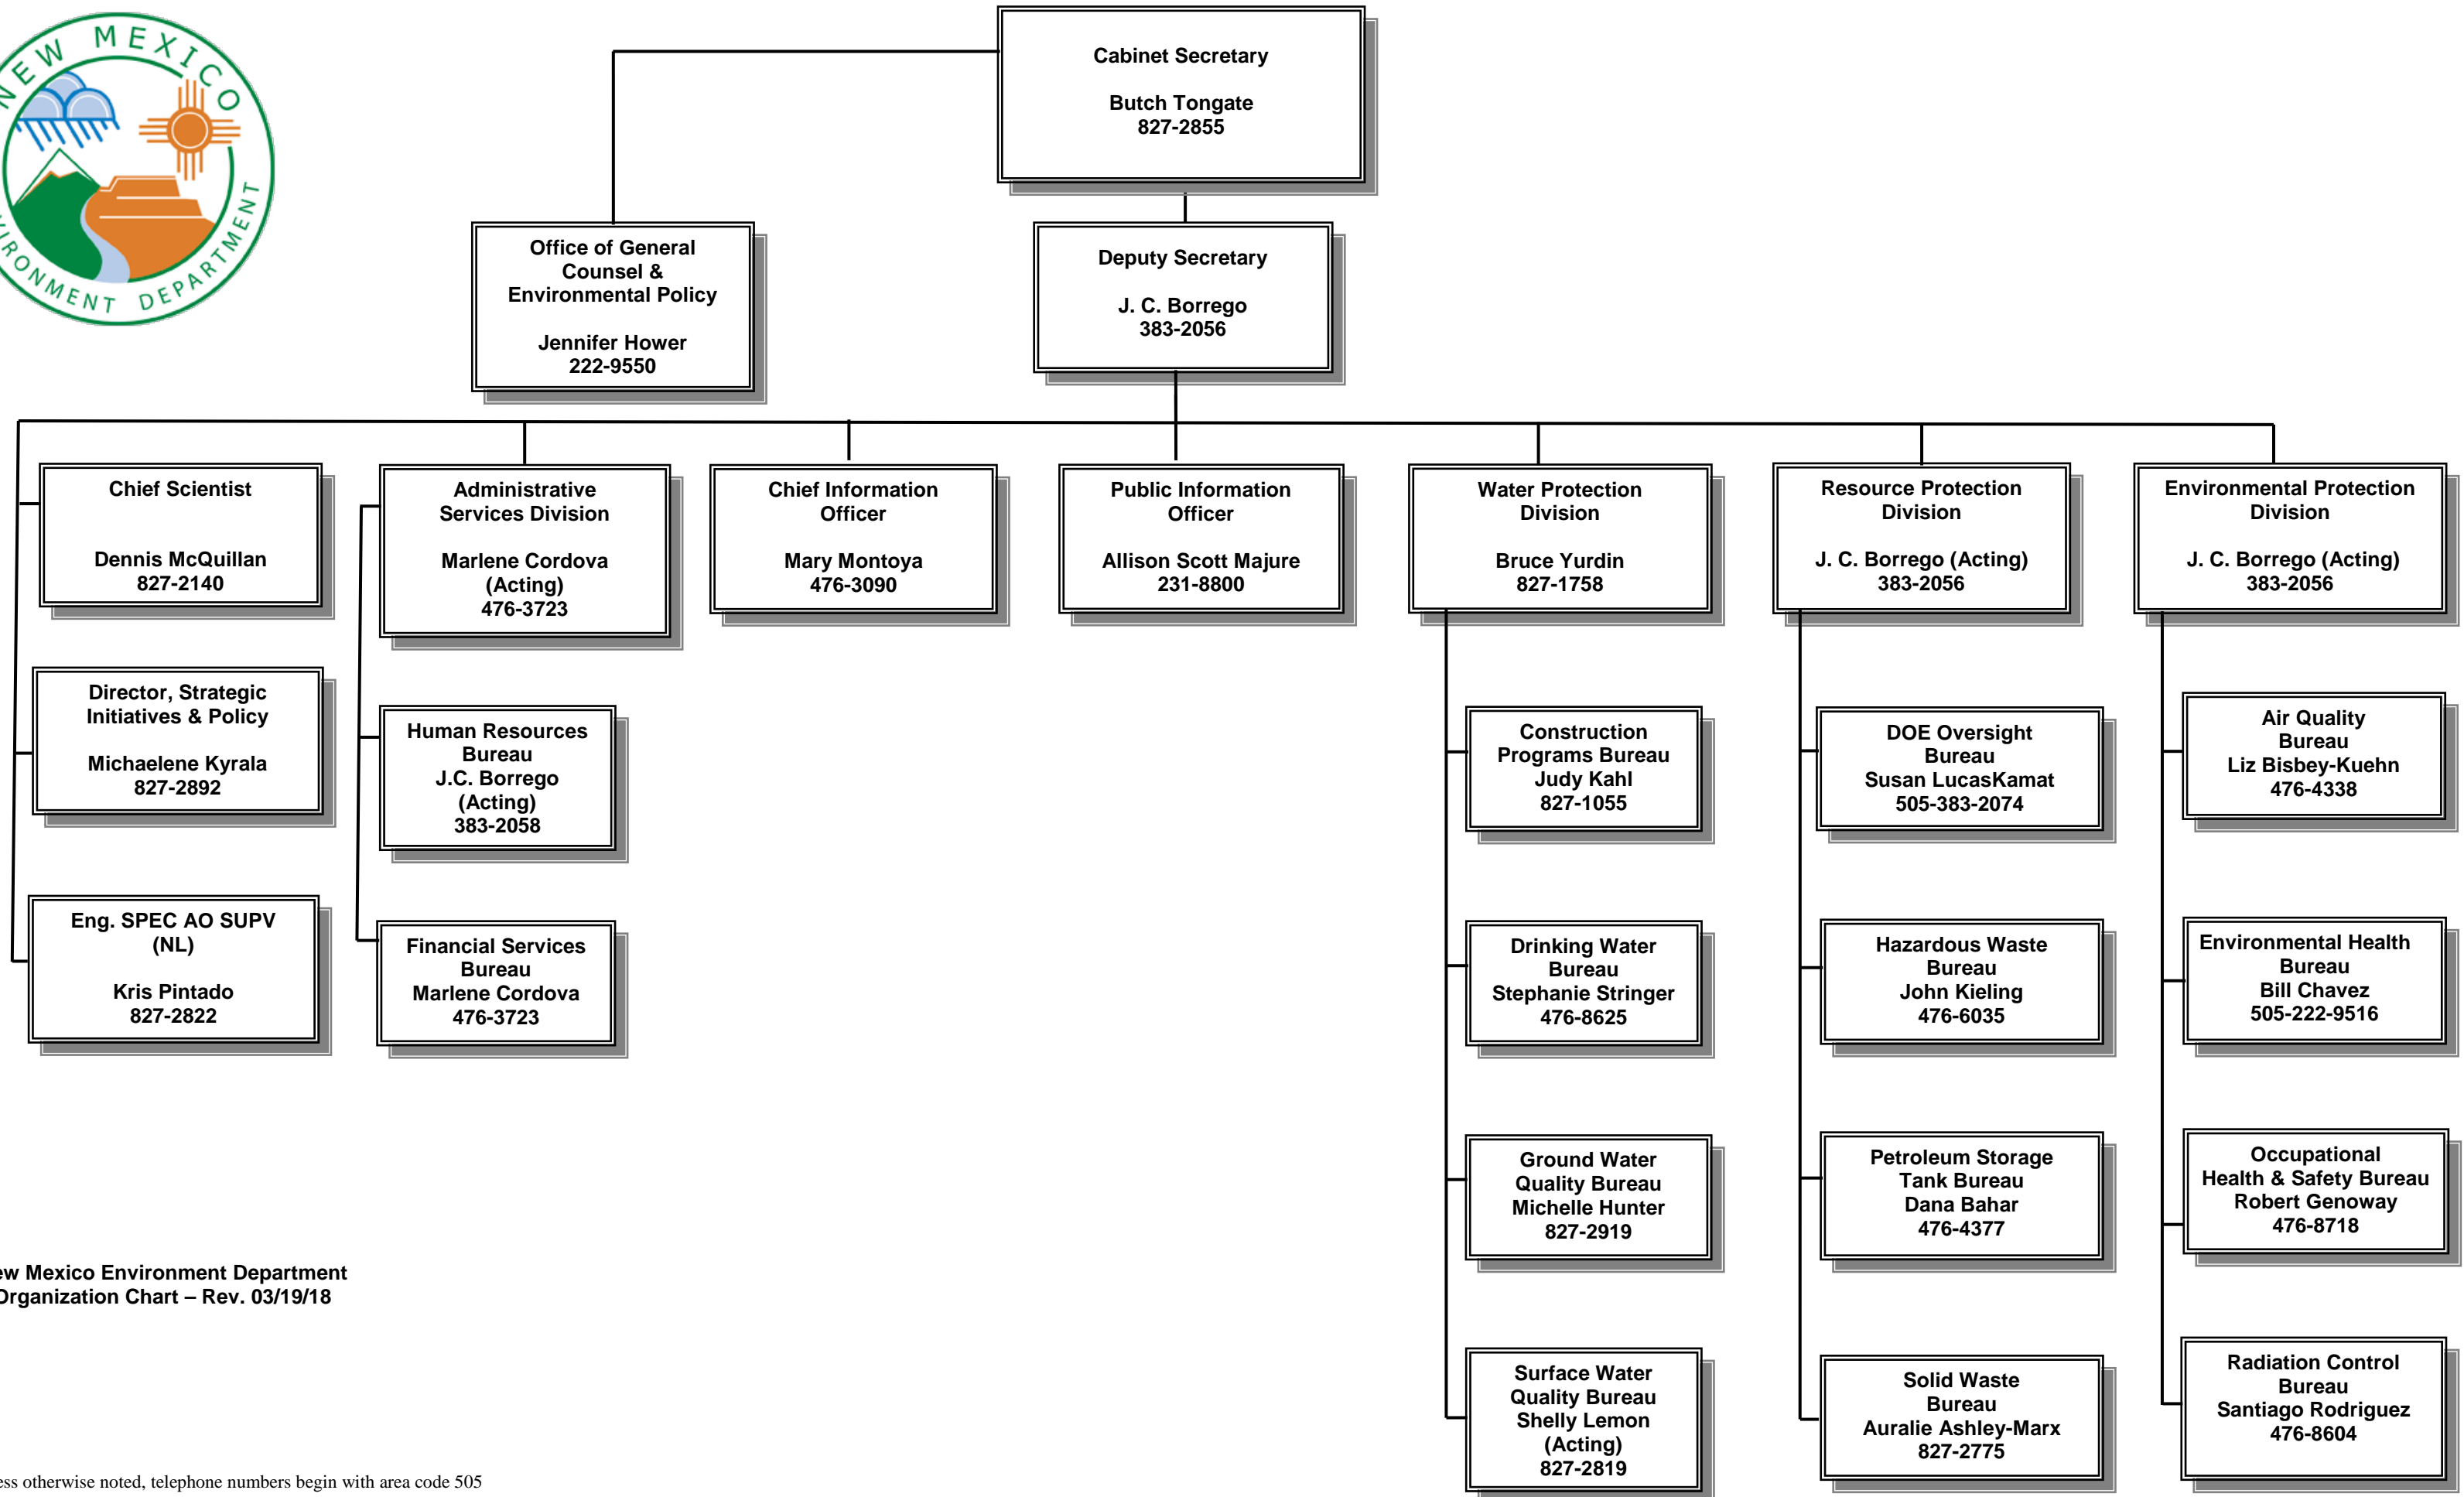 NEW MEXICO
DEPARTMENT
Cabinet Secretary
Butch Tongate
827-2855
Office of General
Counsel &
Environmental Policy
Jennifer Hower
222-9550
Deputy Secretary
J. C. Borrego
383-2056
Chief Scientist
Dennis McQuillan
827-2140
Administrative
Services Division
Marlene Cordova
(Acting)
476-3723
Chief Information
Officer
Mary Montoya
476-3090
Public Information
Officer
Allison Scott Majure
231-8800
Water Protection
Division
Bruce Yurdin
827-1758
Resource Protection
Division
J. C. Borrego (Acting)
383-2056
Environmental Protection
Division
J. C. Borrego (Acting)
383-2056
Director, Strategic
Initiatives & Policy
Michaelene Kyrala
827-2892
Human Resources
Bureau
J.C. Borrego
(Acting)
383-2058
Construction
Programs Bureau
Judy Kahl
827-1055
DOE Oversight
Bureau
Susan LucasKamat
505-383-2074
Air Quality
Bureau
Liz Bisbey-Kuehn
476-4338
Eng. SPEC AO SUPV
(NL)
Kris Pintado
827-2822
Financial Services
Bureau
Marlene Cordova
476-3723
Drinking Water
Bureau
Stephanie Stringer
476-8625
Hazardous Waste
Bureau
John Kieling
476-6035
Environmental Health
Bureau
Bill Chavez
505-222-9516
Ground Water
Quality Bureau
Michelle Hunter
827-2919
Petroleum Storage
Tank Bureau
Dana Bahar
476-4377
Occupational
Health & Safety Bureau
Robert Genoway
476-8718
Surface Water
Quality Bureau
Shelly Lemon
(Acting)
827-2819
Solid Waste
Bureau
Auralie Ashley-Marx
827-2775
Radiation Control
Bureau
Santiago Rodriguez
476-8604
Mexico Environment Department
Organization Chart – Rev. 03/19/18
otherwise noted, telephone numbers begin with area code 505